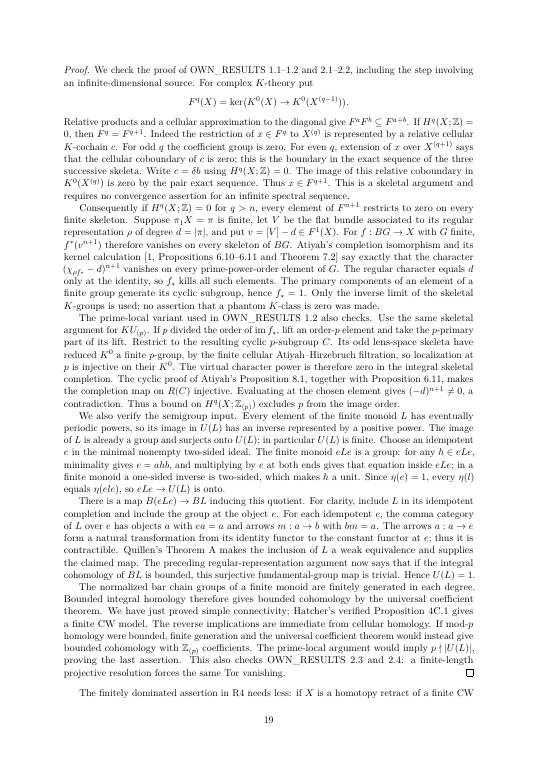 Proof. We check the proof of OWN_RESULTS 1.1–1.2 and 2.1–2.2, including the step involving
an infinite-dimensional source. For complex K-theory put
F^q(X) = ker(K^0(X) → K^0(X^{(q−1)})).
Relative products and a cellular approximation to the diagonal give F^aF^b ⊆ F^{a+b}. If H^q(X;ℤ) =
0, then F^q = F^{q+1}. Indeed the restriction of x ∈ F^q to X^{(q)} is represented by a relative cellular
K-cochain c. For odd q the coefficient group is zero. For even q, extension of x over X^{(q+1)} says
that the cellular coboundary of c is zero; this is the boundary in the exact sequence of the three
successive skeleta. Write c = δb using H^q(X;ℤ) = 0. The image of this relative coboundary in
K^0(X^{(q)}) is zero by the pair exact sequence. Thus x ∈ F^{q+1}. This is a skeletal argument and
requires no convergence assertion for an infinite spectral sequence.
Consequently if H^q(X;ℤ) = 0 for q > n, every element of F^{n+1} restricts to zero on every
finite skeleton. Suppose π_1X = π is finite, let V be the flat bundle associated to its regular
representation ρ of degree d = |π|, and put v = [V] − d ∈ F^1(X). For f : BG → X with G finite,
f^*(v^{n+1}) therefore vanishes on every skeleton of BG. Atiyah's completion isomorphism and its
kernel calculation [1, Propositions 6.10–6.11 and Theorem 7.2] say exactly that the character
(χ_{ρf_*} − d)^{n+1} vanishes on every prime-power-order element of G. The regular character equals d
only at the identity, so f_* kills all such elements. The primary components of an element of a
finite group generate its cyclic subgroup, hence f_* = 1. Only the inverse limit of the skeletal
K-groups is used; no assertion that a phantom K-class is zero was made.
The prime-local variant used in OWN_RESULTS 1.2 also checks. Use the same skeletal
argument for KU_{(p)}. If p divided the order of im f_*, lift an order-p element and take the p-primary
part of its lift. Restrict to the resulting cyclic p-subgroup C. Its odd lens-space skeleta have
reduced K^0 a finite p-group, by the finite cellular Atiyah–Hirzebruch filtration, so localization at
p is injective on their K^0. The virtual character power is therefore zero in the integral skeletal
completion. The cyclic proof of Atiyah's Proposition 8.1, together with Proposition 6.11, makes
the completion map on R(C) injective. Evaluating at the chosen element gives (−d)^{n+1} ≠ 0, a
contradiction. Thus a bound on H^q(X;ℤ_{(p)}) excludes p from the image order.
We also verify the semigroup input. Every element of the finite monoid L has eventually
periodic powers, so its image in U(L) has an inverse represented by a positive power. The image
of L is already a group and surjects onto U(L); in particular U(L) is finite. Choose an idempotent
e in the minimal nonempty two-sided ideal. The finite monoid eLe is a group: for any h ∈ eLe,
minimality gives e = ahb, and multiplying by e at both ends gives that equation inside eLe; in a
finite monoid a one-sided inverse is two-sided, which makes h a unit. Since η(e) = 1, every η(l)
equals η(ele), so eLe → U(L) is onto.
There is a map B(eLe) → BL inducing this quotient. For clarity, include L in its idempotent
completion and include the group at the object e. For each idempotent e, the comma category
of L over e has objects a with ea = a and arrows m : a → b with bm = a. The arrows a : a → e
form a natural transformation from its identity functor to the constant functor at e; thus it is
contractible. Quillen's Theorem A makes the inclusion of L a weak equivalence and supplies
the claimed map. The preceding regular-representation argument now says that if the integral
cohomology of BL is bounded, this surjective fundamental-group map is trivial. Hence U(L) = 1.
The normalized bar chain groups of a finite monoid are finitely generated in each degree.
Bounded integral homology therefore gives bounded cohomology by the universal coefficient
theorem. We have just proved simple connectivity; Hatcher's verified Proposition 4C.1 gives
a finite CW model. The reverse implications are immediate from cellular homology. If mod-p
homology were bounded, finite generation and the universal coefficient theorem would instead give
bounded cohomology with ℤ_{(p)} coefficients. The prime-local argument would imply p ∤ |U(L)|,
proving the last assertion. This also checks OWN_RESULTS 2.3 and 2.4: a finite-length
projective resolution forces the same Tor vanishing. □
The finitely dominated assertion in R4 needs less: if X is a homotopy retract of a finite CW
19